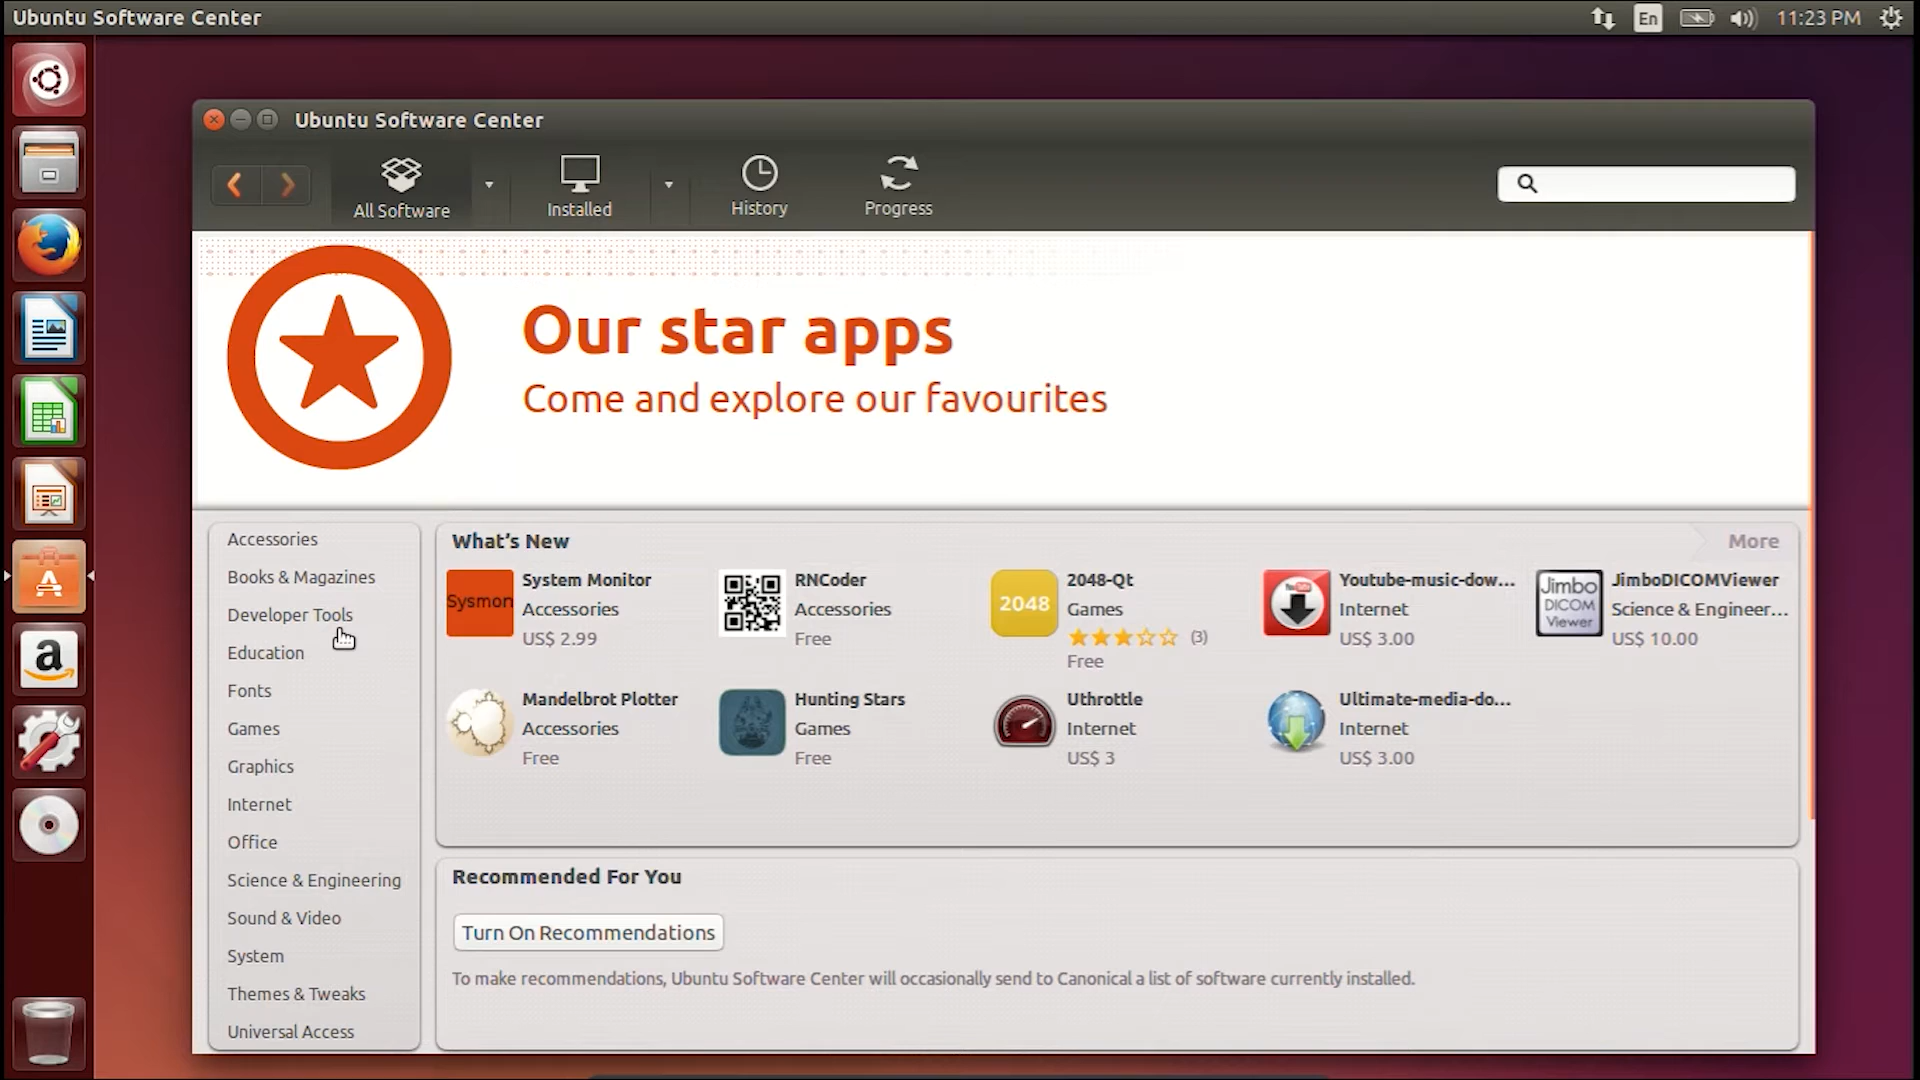 Ubuntu Software Center
En
11:23 PM
Ubuntu Software Center
All Software
Installed
History
Progress
Our star apps
Come and explore our favourites
Accessories
Books & Magazines
Developer Tools
Education
Fonts
Games
Graphics
Internet
Office
Science & Engineering
Sound & Video
System
Themes & Tweaks
Universal Access
What's New
More
Sysmon
System Monitor
Accessories
US$ 2.99
RNCoder
Accessories
Free
2048
2048-Qt
Games
(3)
Free
Youtube-music-dow...
Internet
US$ 3.00
Jimbo
DICOM
Viewer
JimboDICOMViewer
Science & Engineer...
US$ 10.00
Mandelbrot Plotter
Accessories
Free
Hunting Stars
Games
Free
Uthrottle
Internet
US$ 3
Ultimate-media-do...
Internet
US$ 3.00
Recommended For You
Turn On Recommendations
To make recommendations, Ubuntu Software Center will occasionally send to Canonical a list of software currently installed.